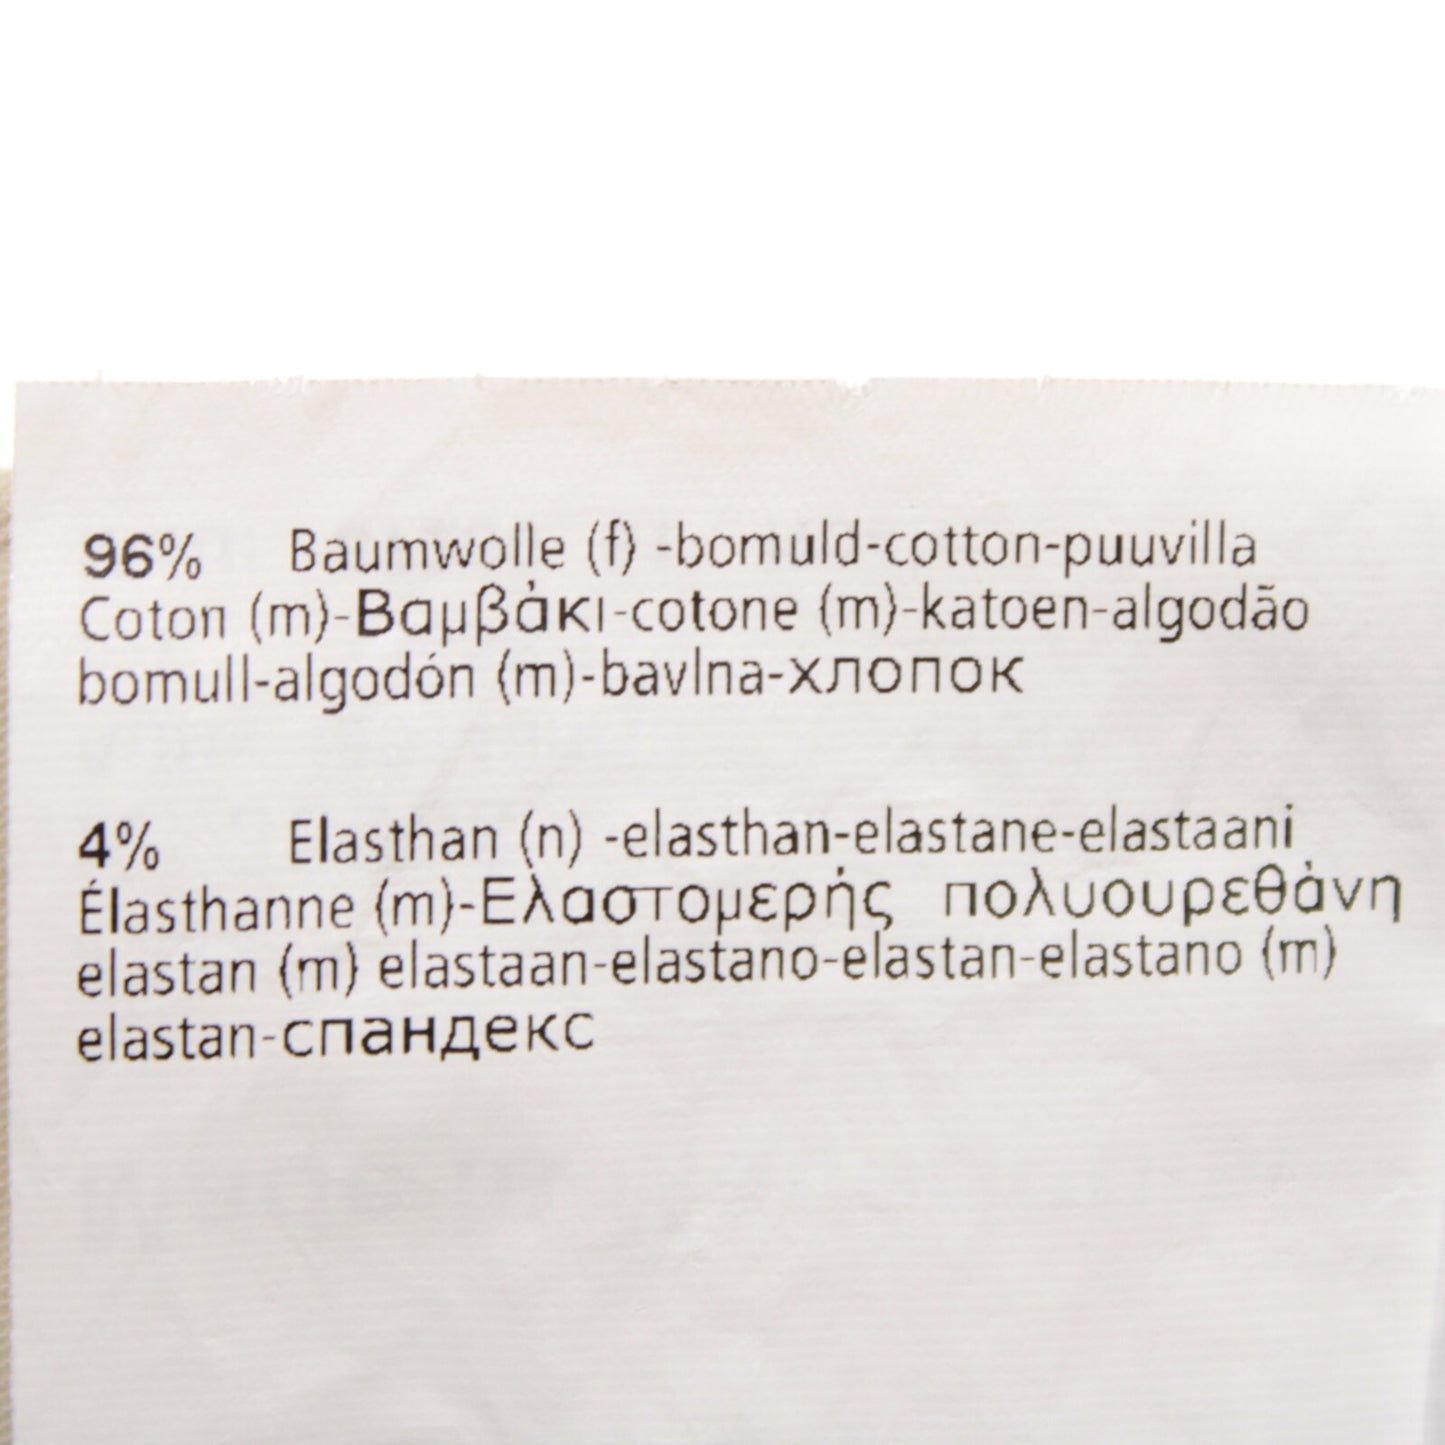 96% Baumwolle (f) -bomuld-cotton-puuvilla
Coton (m)-Βαμβάκι-cotone (m)-katoen-algodão
bomull-algodón (m)-bavlna-хлопок
4% Elasthan (n) -elasthan-elastane-elastaani
Élasthanne (m)-Ελαστομερής πολυουρεθάνη
elastan (m) elastaan-elastano-elastan-elastano (m)
elastan-спандекс